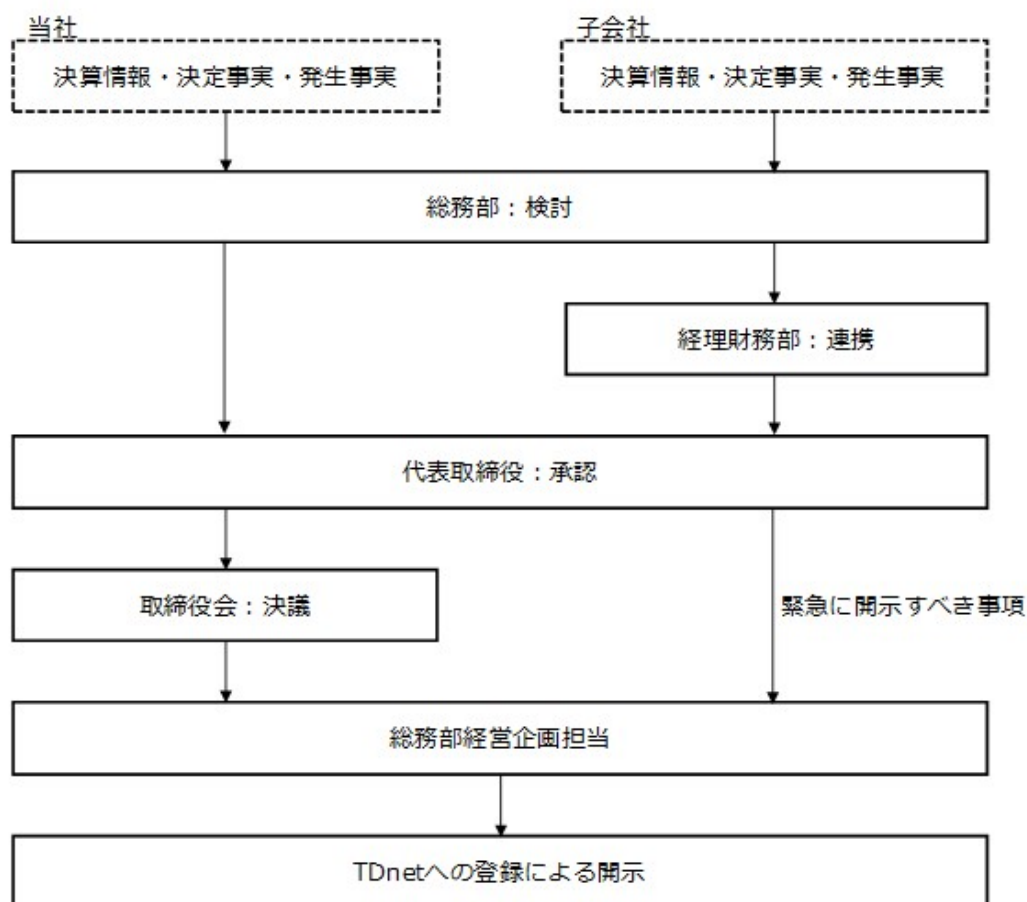 当社
子会社
決算情報・決定事実・発生事実
決算情報・決定事実・発生事実
総務部：検討
経理財務部：連携
代表取締役：承認
取締役会：決議
緊急に開示すべき事項
総務部経営企画担当
TDnetへの登録による開示